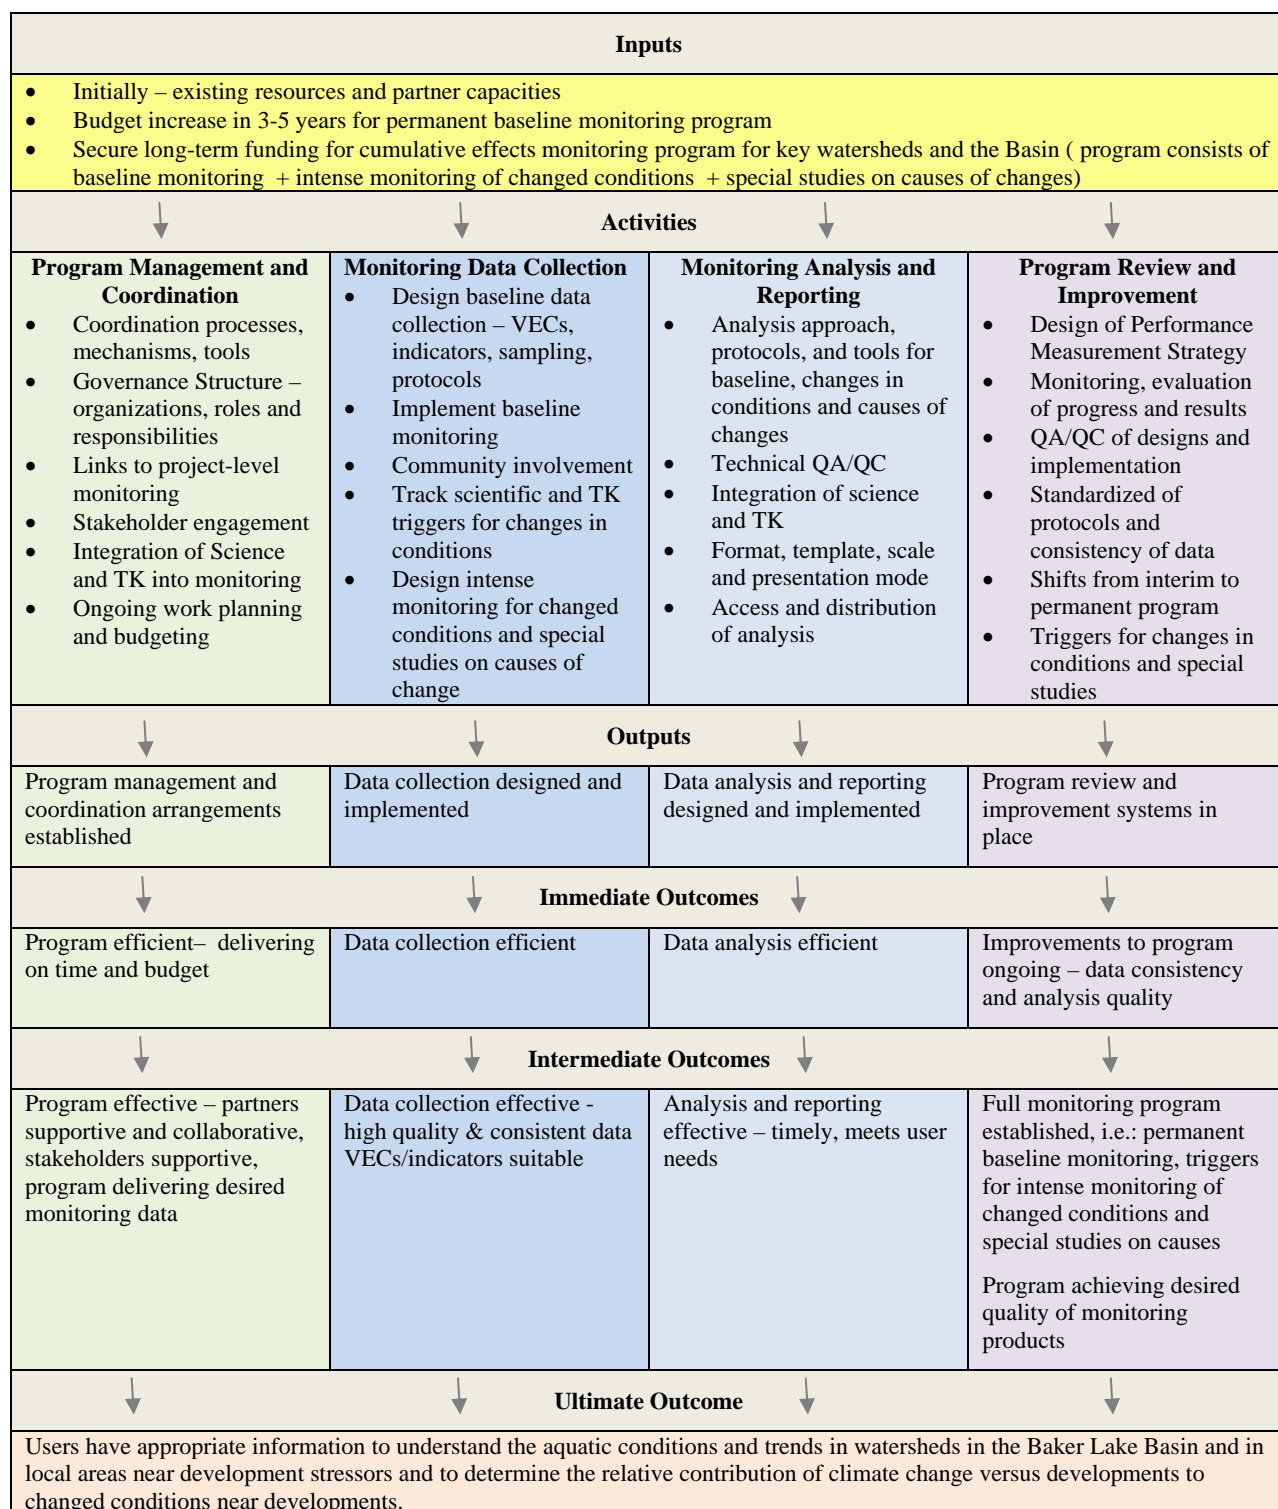 Inputs
• Initially – existing resources and partner capacities
• Budget increase in 3-5 years for permanent baseline monitoring program
• Secure long-term funding for cumulative effects monitoring program for key watersheds and the Basin ( program consists of
baseline monitoring + intense monitoring of changed conditions + special studies on causes of changes)
Activities
Program Management and
Coordination
• Coordination processes,
mechanisms, tools
• Governance Structure –
organizations, roles and
responsibilities
• Links to project-level
monitoring
• Stakeholder engagement
• Integration of Science
and TK into monitoring
• Ongoing work planning
and budgeting
Monitoring Data Collection
• Design baseline data
collection – VECs,
indicators, sampling,
protocols
• Implement baseline
monitoring
• Community involvement
• Track scientific and TK
triggers for changes in
conditions
• Design intense
monitoring for changed
conditions and special
studies on causes of
change
Monitoring Analysis and
Reporting
• Analysis approach,
protocols, and tools for
baseline, changes in
conditions and causes of
changes
• Technical QA/QC
• Integration of science
and TK
• Format, template, scale
and presentation mode
• Access and distribution
of analysis
Program Review and
Improvement
• Design of Performance
Measurement Strategy
• Monitoring, evaluation
of progress and results
• QA/QC of designs and
implementation
• Standardized of
protocols and
consistency of data
• Shifts from interim to
permanent program
• Triggers for changes in
conditions and special
studies
Outputs
Program management and
coordination arrangements
established
Data collection designed and
implemented
Data analysis and reporting
designed and implemented
Program review and
improvement systems in
place
Immediate Outcomes
Program efficient– delivering
on time and budget
Data collection efficient
Data analysis efficient
Improvements to program
ongoing – data consistency
and analysis quality
Intermediate Outcomes
Program effective – partners
supportive and collaborative,
stakeholders supportive,
program delivering desired
monitoring data
Data collection effective -
high quality & consistent data
VECs/indicators suitable
Analysis and reporting
effective – timely, meets user
needs
Full monitoring program
established, i.e.: permanent
baseline monitoring, triggers
for intense monitoring of
changed conditions and
special studies on causes
Program achieving desired
quality of monitoring
products
Ultimate Outcome
Users have appropriate information to understand the aquatic conditions and trends in watersheds in the Baker Lake Basin and in
local areas near development stressors and to determine the relative contribution of climate change versus developments to
changed conditions near developments.